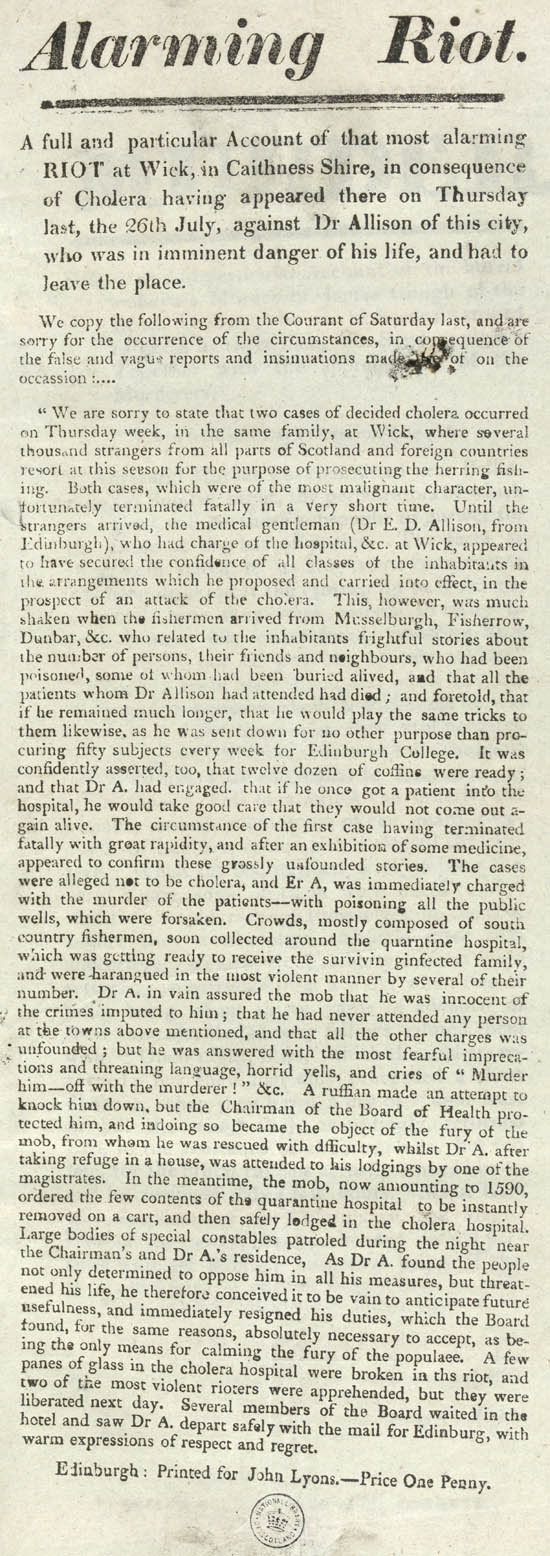 Alarming Riot.
A full and particular Account of that most alarming
RIOT at Wick, in Caithness Shire, in consequence
of Cholera having appeared there on Thursday
last, the 26th July, against Dr Allison of this city,
who was in imminent danger of his life, and had to
leave the place.
We copy the following from the Courant of Saturday last, and are
sorry for the occurrence of the circumstances, in consequence of
the false and vague reports and insinuations made of on the
occassion :....
" We are sorry to state that two cases of decided cholera occurred
on Thursday week, in the same family, at Wick, where several
thousand strangers from all parts of Scotland and foreign countries
resort at this season for the purpose of prosecuting the herring fish-
ing. Both cases, which were of the most malignant character, un-
fortunately terminated fatally in a very short time. Until the
strangers arrived, the medical gentleman (Dr E. D. Allison, from
Edinburgh), who had charge of the hospital, &c. at Wick, appeared
to have secured the confidence of all classes of the inhabitants in
the arrangements which he proposed and carried into effect, in the
prospect of an attack of the cholera. This, however, was much
shaken when the fishermen arrived from Musselburgh, Fisherrow,
Dunbar, &c. who related to the inhabitants frightful stories about
the number of persons, their friends and neighbours, who had been
poisoned, some of whom had been buried alived, and that all the
patients whom Dr Allison had attended had died ; and foretold, that
if he remained much longer, that he would play the same tricks to
them likewise, as he was sent down for no other purpose than pro-
curing fifty subjects every week for Edinburgh College. It was
confidently asserted, too, that twelve dozen of coffins were ready ;
and that Dr A. had engaged. that if he once got a patient into the
hospital, he would take good care that they would not come out a-
gain alive. The circumstance of the first case having terminated
fatally with great rapidity, and after an exhibition of some medicine,
appeared to confirm these grossly unfounded stories. The cases
were alleged not to be cholera, and Er A, was immediately charged
with the murder of the patients—with poisoning all the public
wells, which were forsaken. Crowds, mostly composed of south
country fishermen, soon collected around the quarntine hospital,
which was getting ready to receive the survivin ginfected family,
and were harangued in the most violent manner by several of their
number. Dr A. in vain assured the mob that he was innocent of
the crimes imputed to him ; that he had never attended any person
at the towns above mentioned, and that all the other charges was
unfounded ; but he was answered with the most fearful impreca-
tions and threaning language, horrid yells, and cries of " Murder
him—off with the murderer ! " &c. A ruffian made an attempt to
knock him down, but the Chairman of the Board of Health pro-
tected him, and indoing so became the object of the fury of the
mob, from whom he was rescued with dfficulty, whilst Dr A. after
taking refuge in a house, was attended to his lodgings by one of the
magistrates. In the meantime, the mob, now amounting to 1590,
ordered the few contents of the quarantine hospital to be instantly
removed on a cart, and then safely lodged in the cholera hospital.
Large bodies of special constables patroled during the night near
the Chairman's and Dr A.'s residence, As Dr A. found the people
not only determined to oppose him in all his measures, but threat-
ened his life, he therefore conceived it to be vain to anticipate future
usefulness, and immediately resigned his duties, which the Board
found, for the same reasons, absolutely necessary to accept, as be-
ing the only means for calming the fury of the populaee. A few
panes of glass in the cholera hospital were broken in ths riot, and
two of the most violent rioters were apprehended, but they were
liberated next day. Several members of the Board waited in the
hotel and saw Dr A. depart safely with the mail for Edinburg, with
warm expressions of respect and regret.
Edinburgh : Printed for John Lyons.—Price One Penny.
NATIONAL LIBRARY OF SCOTLAND